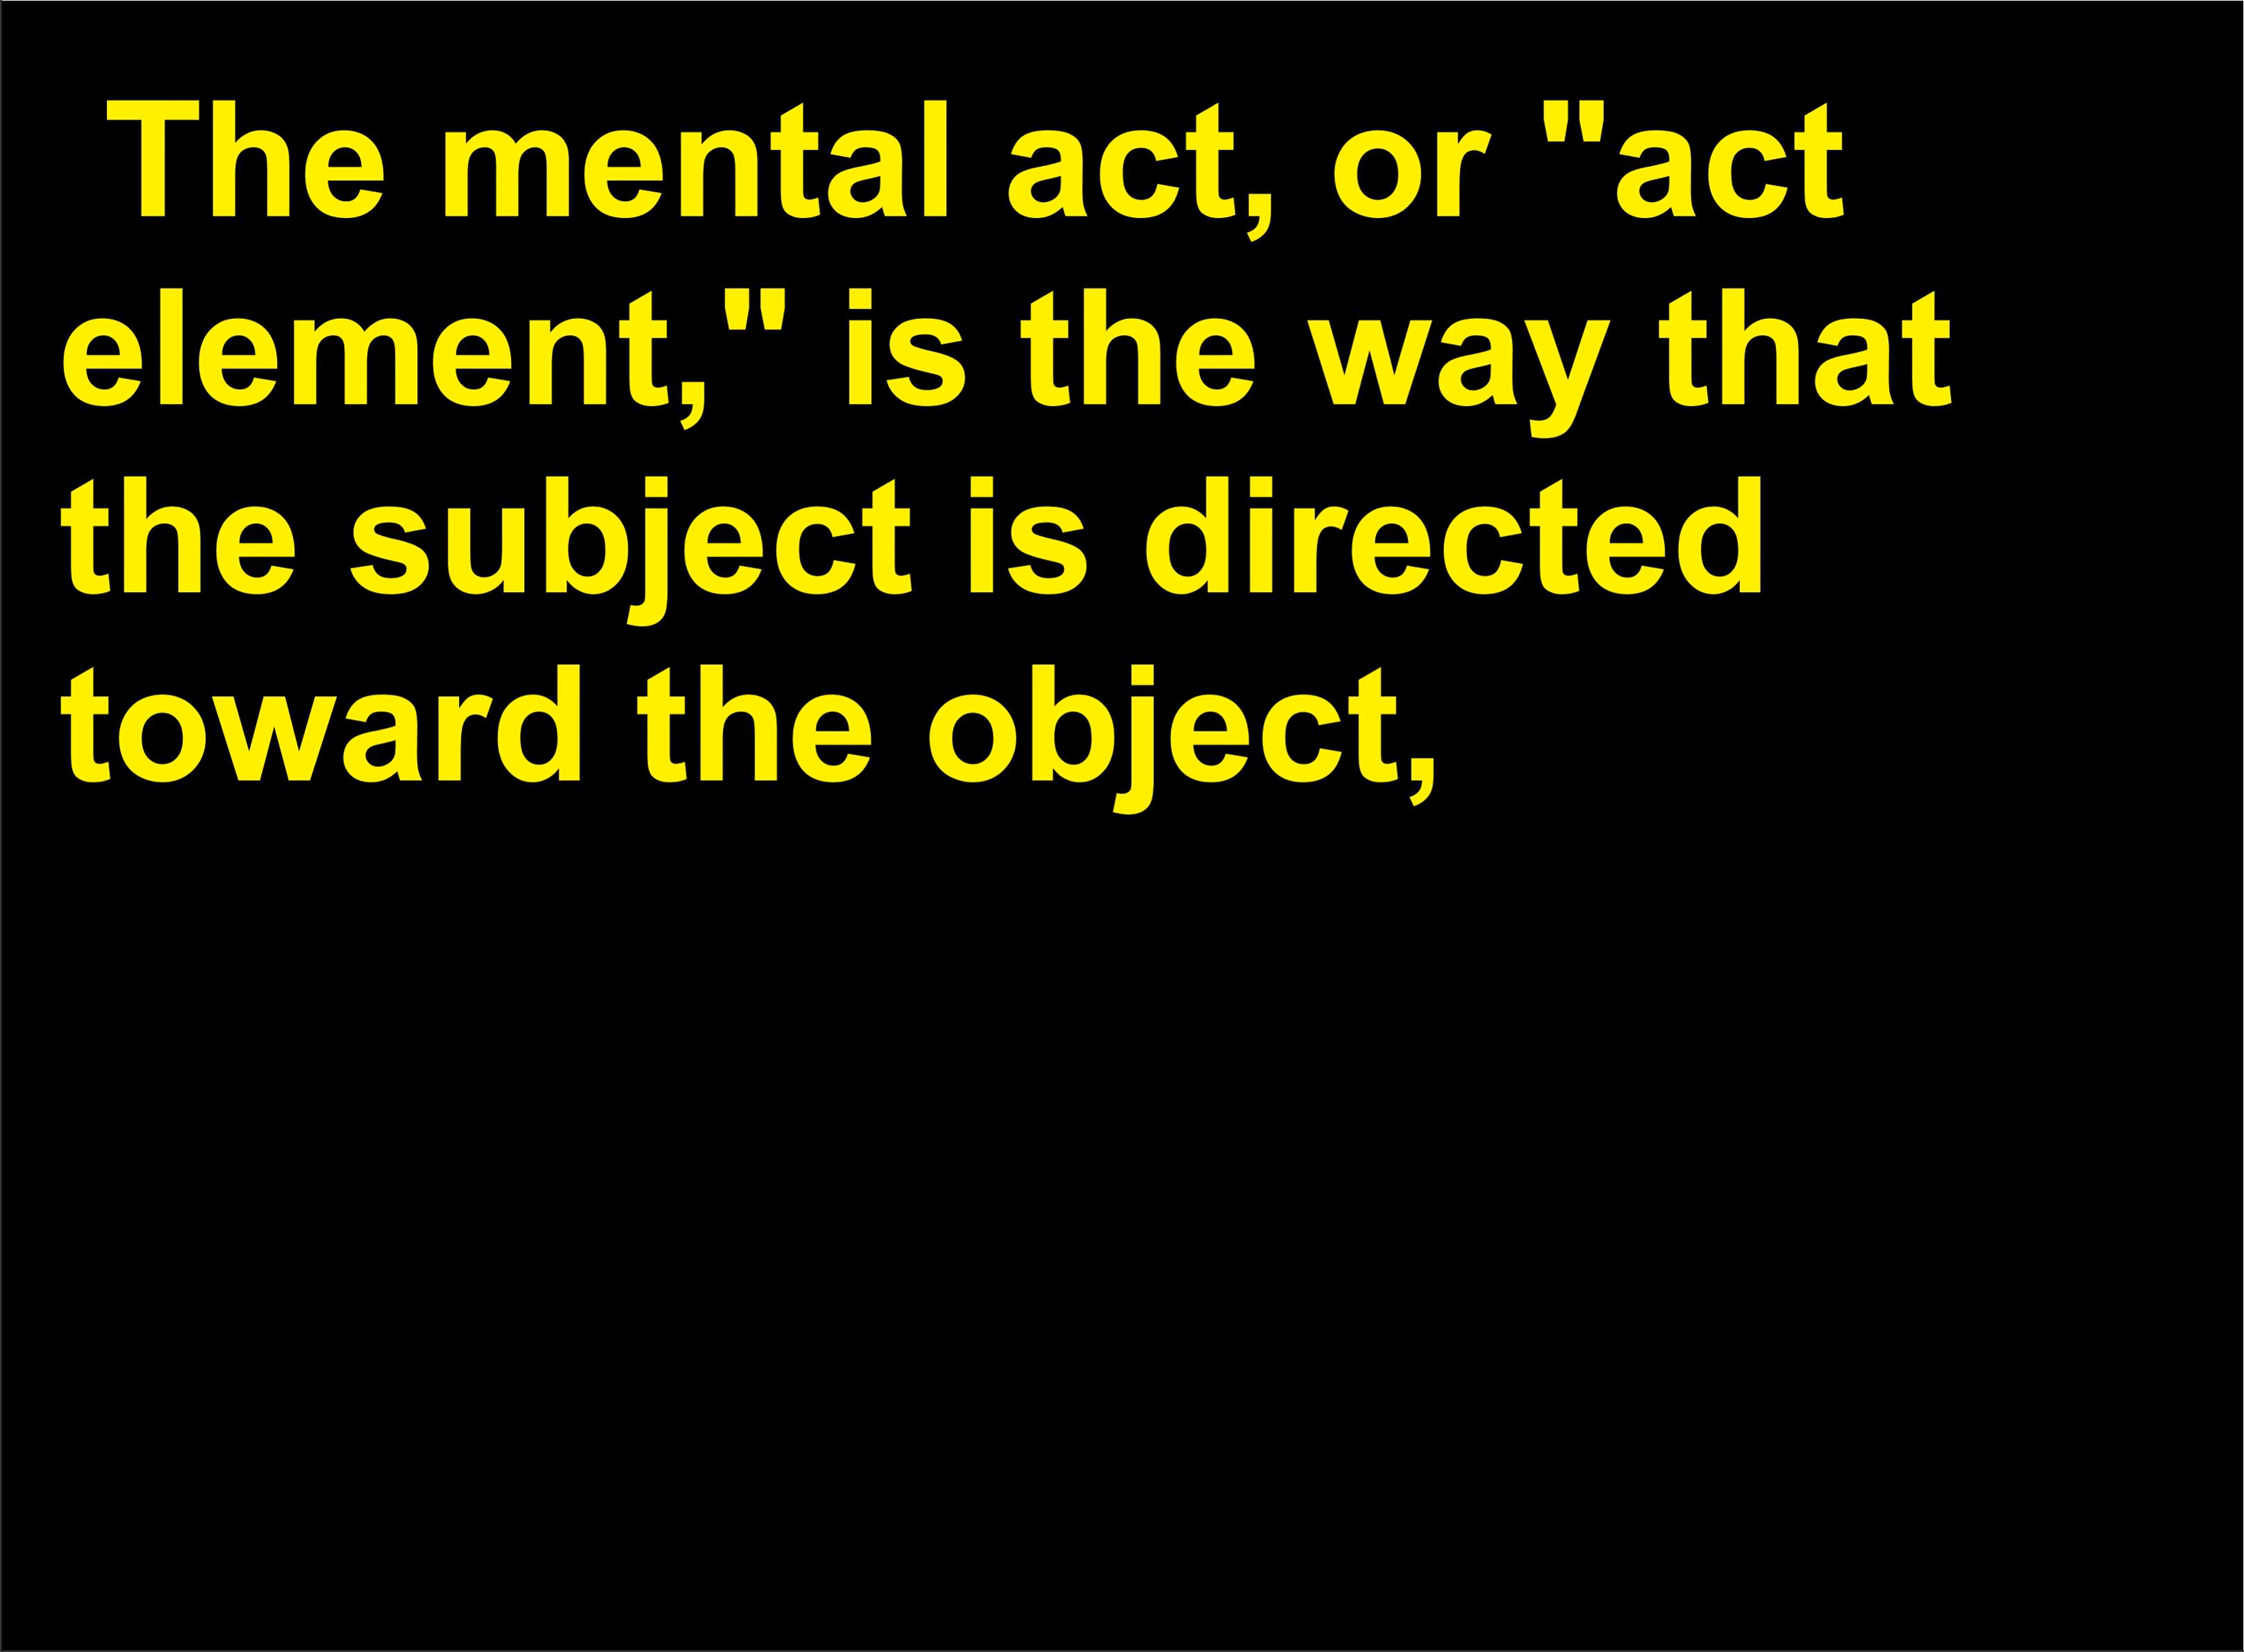 The mental act, or "act
element," is the way that
the subject is directed
toward the object,